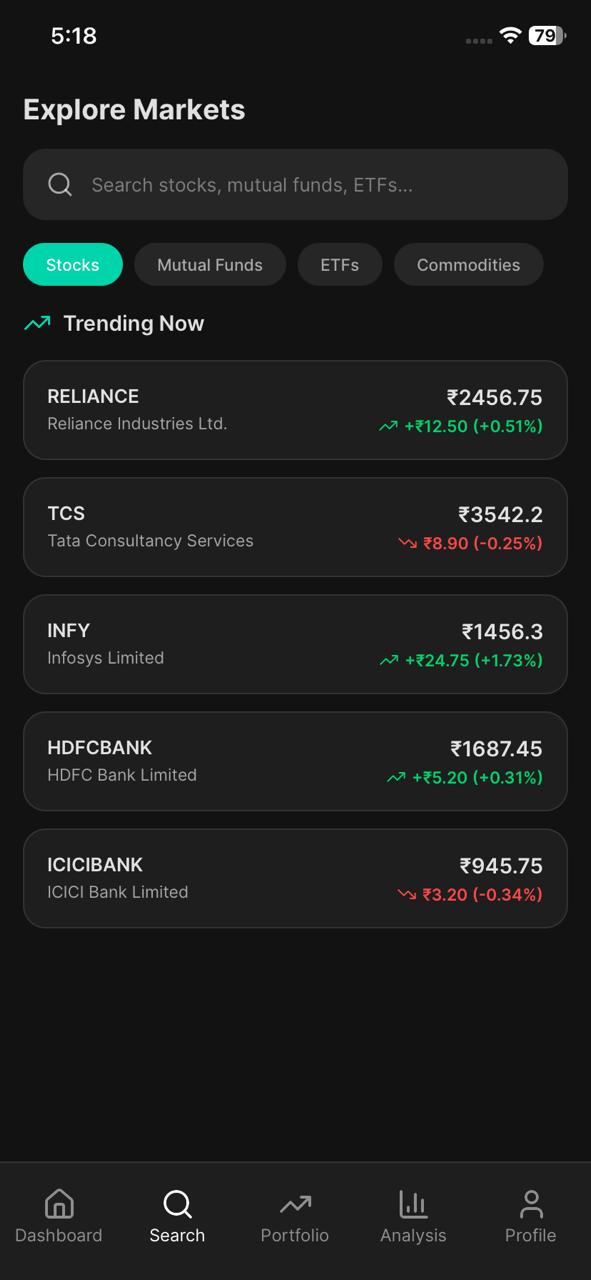 5:18
79
Explore Markets
Search stocks, mutual funds, ETFs...
Stocks Mutual Funds ETFs Commodities
Trending Now
RELIANCE ₹2456.75
Reliance Industries Ltd. +₹12.50 (+0.51%)
TCS ₹3542.2
Tata Consultancy Services ₹8.90 (-0.25%)
INFY ₹1456.3
Infosys Limited +₹24.75 (+1.73%)
HDFCBANK ₹1687.45
HDFC Bank Limited +₹5.20 (+0.31%)
ICICIBANK ₹945.75
ICICI Bank Limited ₹3.20 (-0.34%)
Dashboard Search Portfolio Analysis Profile